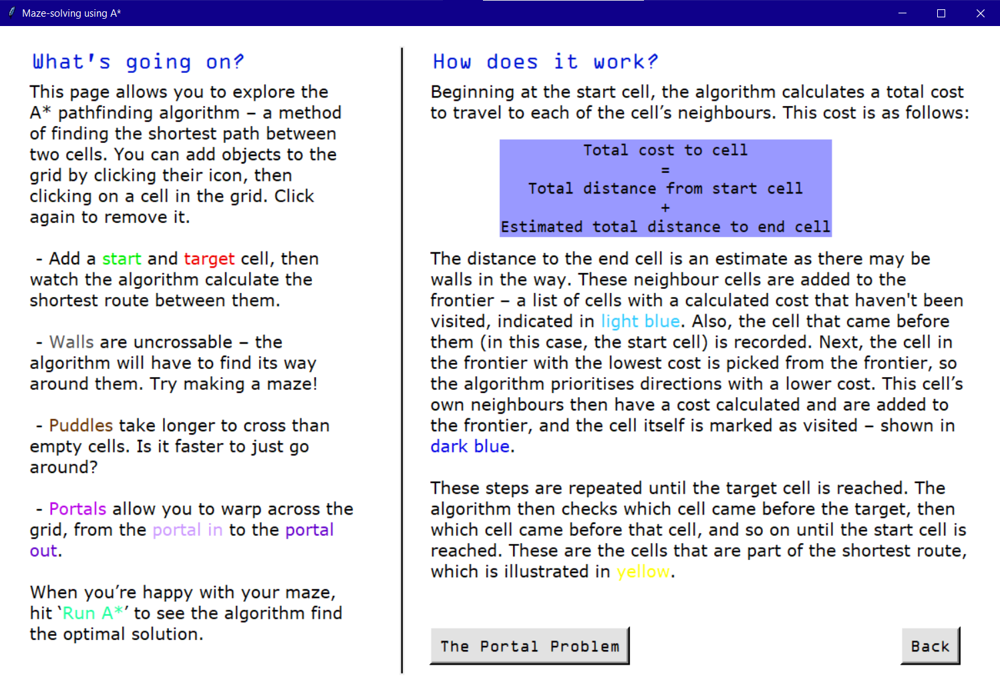 Maze-solving using A*
What's going on?
This page allows you to explore the
A* pathfinding algorithm – a method
of finding the shortest path between
two cells. You can add objects to the
grid by clicking their icon, then
clicking on a cell in the grid. Click
again to remove it.
- Add a start and target cell, then
watch the algorithm calculate the
shortest route between them.
- Walls are uncrossable – the
algorithm will have to find its way
around them. Try making a maze!
- Puddles take longer to cross than
empty cells. Is it faster to just go
around?
- Portals allow you to warp across the
grid, from the portal in to the portal
out.
When you’re happy with your maze,
hit ‘Run A*’ to see the algorithm find
the optimal solution.
How does it work?
Beginning at the start cell, the algorithm calculates a total cost
to travel to each of the cell’s neighbours. This cost is as follows:
Total cost to cell
=
Total distance from start cell
+
Estimated total distance to end cell
The distance to the end cell is an estimate as there may be
walls in the way. These neighbour cells are added to the
frontier – a list of cells with a calculated cost that haven't been
visited, indicated in light blue. Also, the cell that came before
them (in this case, the start cell) is recorded. Next, the cell in
the frontier with the lowest cost is picked from the frontier, so
the algorithm prioritises directions with a lower cost. This cell’s
own neighbours then have a cost calculated and are added to
the frontier, and the cell itself is marked as visited – shown in
dark blue.
These steps are repeated until the target cell is reached. The
algorithm then checks which cell came before the target, then
which cell came before that cell, and so on until the start cell is
reached. These are the cells that are part of the shortest route,
which is illustrated in yellow.
The Portal Problem
Back